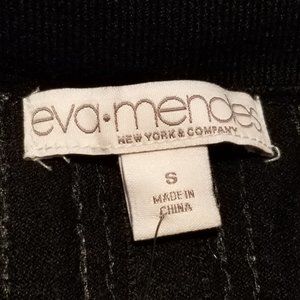 eva•mendes
NEW YORK & COMPANY
S
MADE IN
CHINA